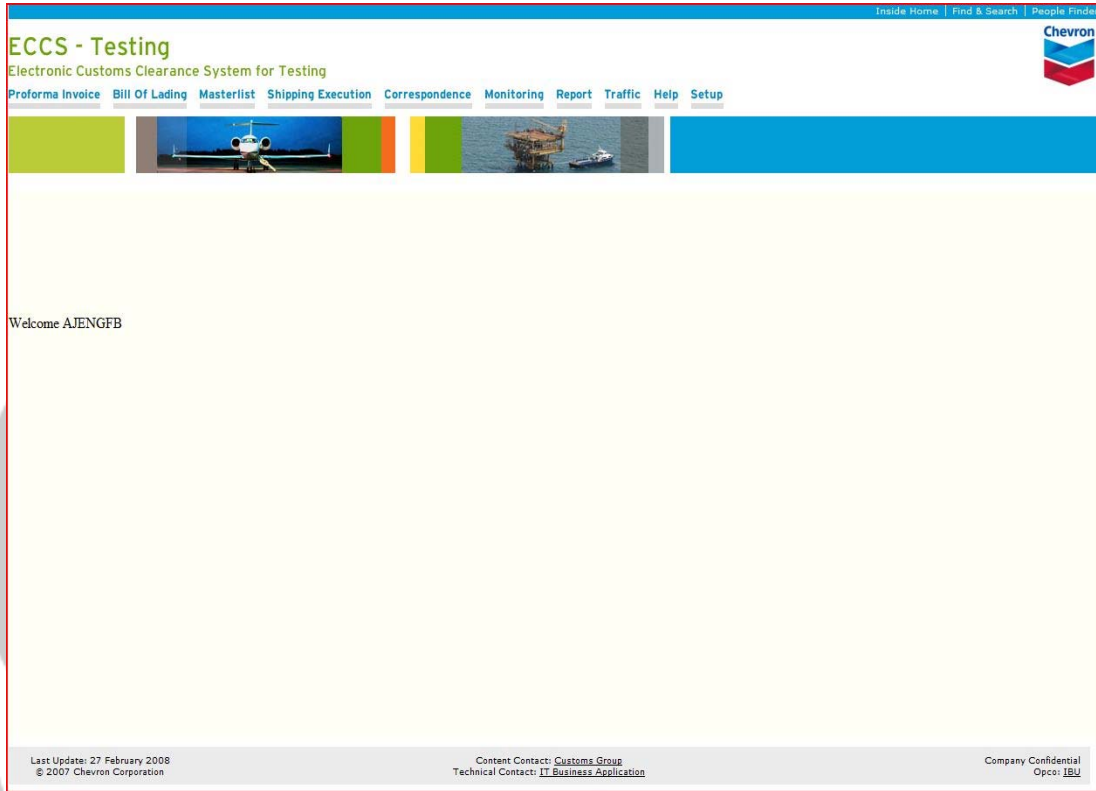 Inside Home | Find & Search | People Finder
Chevron
ECCS - Testing
Electronic Customs Clearance System for Testing
Proforma Invoice Bill Of Lading Masterlist Shipping Execution Correspondence Monitoring Report Traffic Help Setup
Welcome AJENGFB
Last Update: 27 February 2008
© 2007 Chevron Corporation
Content Contact: Customs Group
Technical Contact: IT Business Application
Company Confidential
Opco: IBU